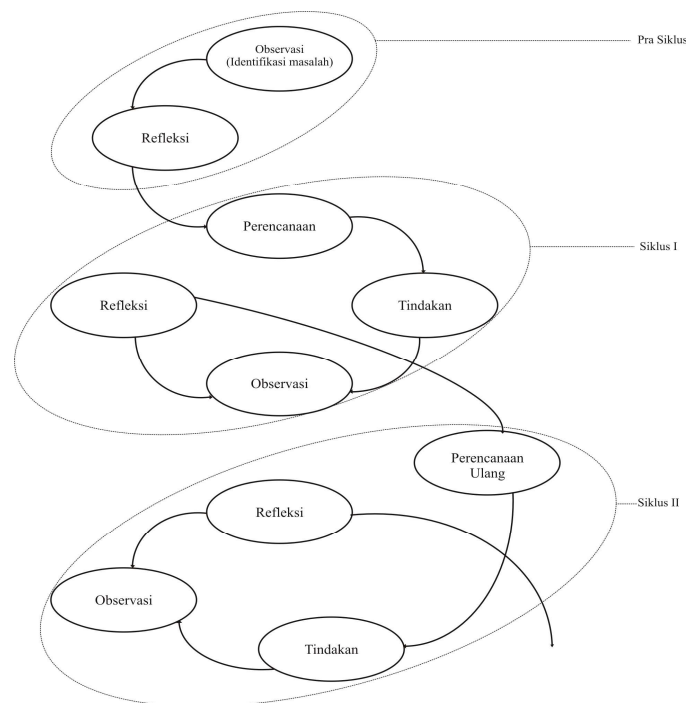 Observasi
(Identifikasi masalah)
Pra Siklus
Refleksi
Perencanaan
Siklus I
Refleksi
Tindakan
Observasi
Perencanaan
Ulang
Refleksi
Siklus II
Observasi
Tindakan